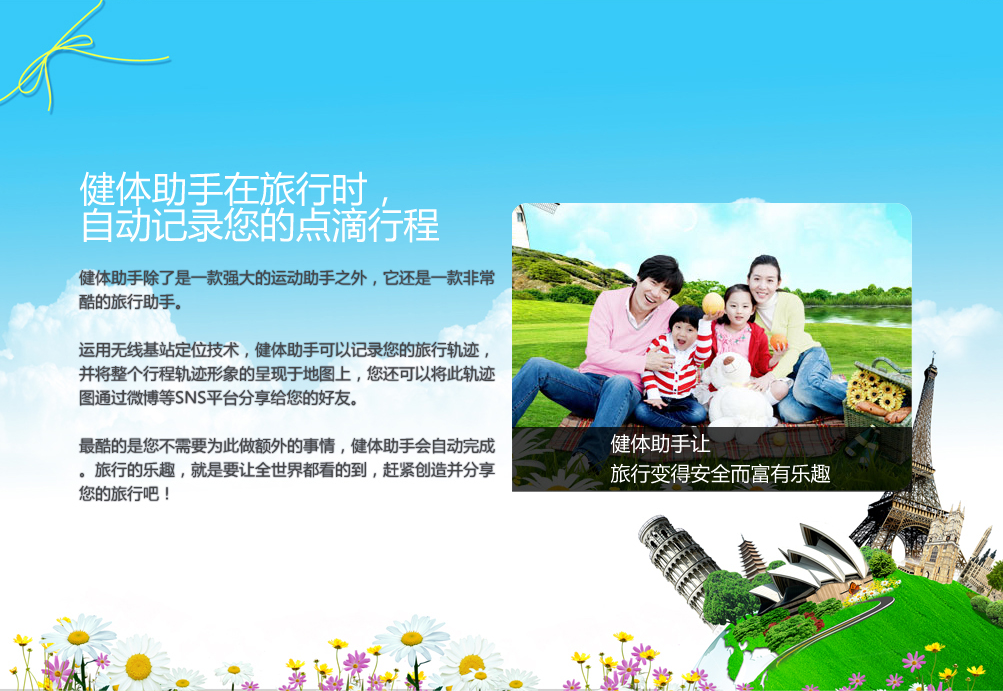 健体助手在旅行时，
自动记录您的点滴行程
健体助手除了是一款强大的运动助手之外，它还是一款非常
酷的旅行助手。
运用无线基站定位技术，健体助手可以记录您的旅行轨迹，
并将整个行程轨迹形象的呈现于地图上，您还可以将此轨迹
图通过微博等SNS平台分享给您的好友。
最酷的是您不需要为此做额外的事情，健体助手会自动完成
。旅行的乐趣，就是要让全世界都看的到，赶紧创造并分享
您的旅行吧！
健体助手让
旅行变得安全而富有乐趣